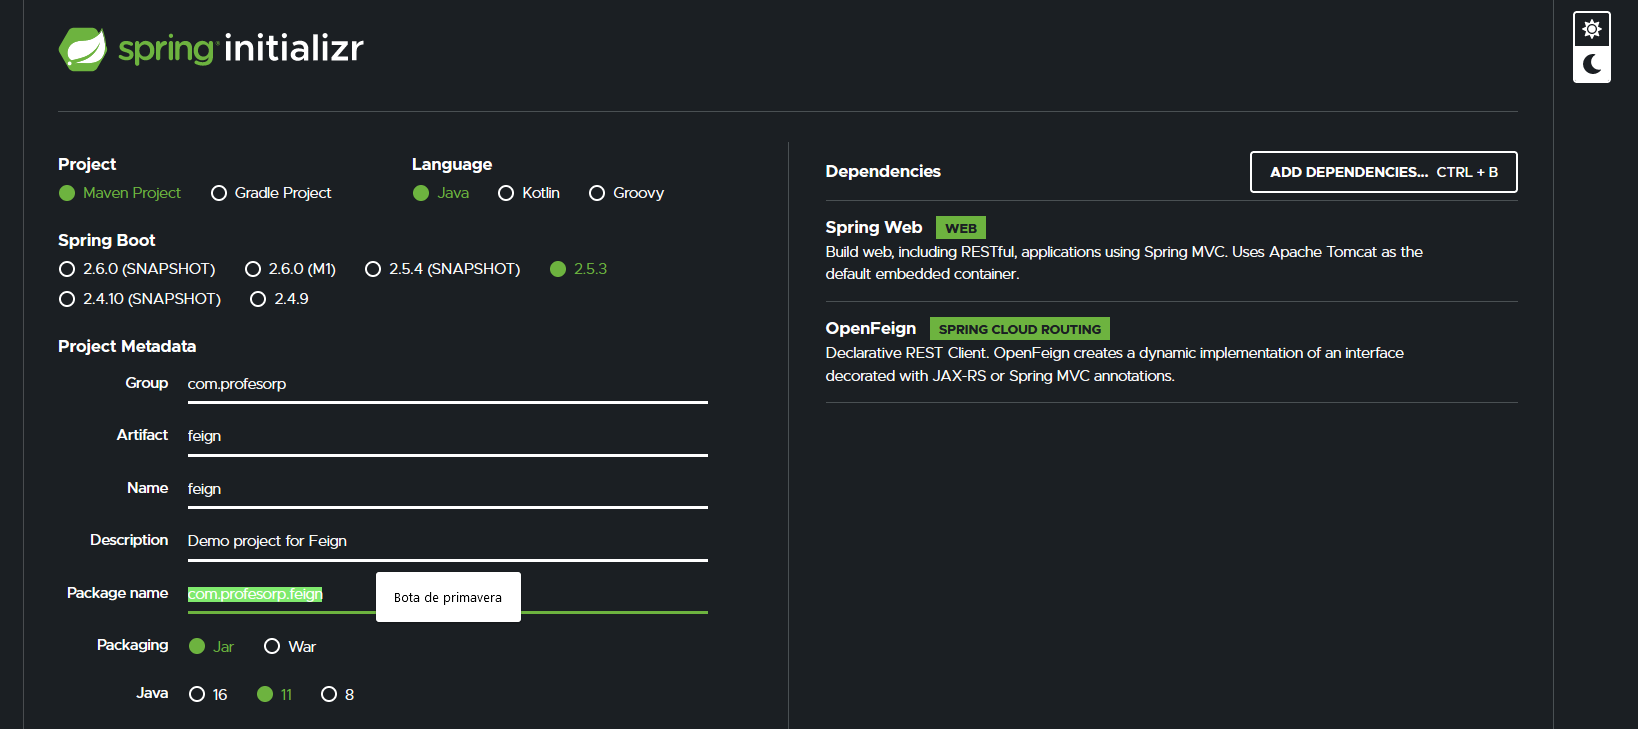 spring initializr
Project
Maven Project Gradle Project
Language
Java Kotlin Groovy
Spring Boot
2.6.0 (SNAPSHOT) 2.6.0 (M1) 2.5.4 (SNAPSHOT) 2.5.3
2.4.10 (SNAPSHOT) 2.4.9
Project Metadata
Group com.profesorp
Artifact feign
Name feign
Description Demo project for Feign
Package name com.profesorp.feign
Bota de primavera
Packaging Jar War
Java 16 11 8
Dependencies
ADD DEPENDENCIES... CTRL + B
Spring Web WEB
Build web, including RESTful, applications using Spring MVC. Uses Apache Tomcat as the
default embedded container.
OpenFeign SPRING CLOUD ROUTING
Declarative REST Client. OpenFeign creates a dynamic implementation of an interface
decorated with JAX-RS or Spring MVC annotations.